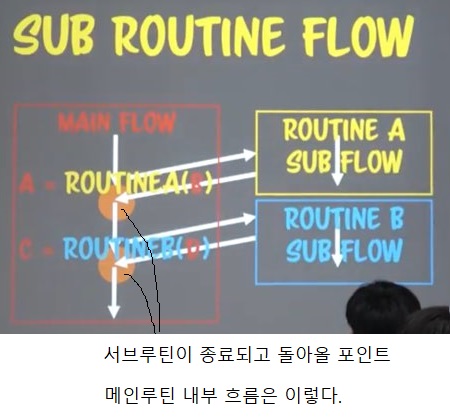 SUB ROUTINE FLOW
MAIN FLOW
A = ROUTINEA(B)
C = ROUTINEB(D)
ROUTINE A
SUB FLOW
ROUTINE B
SUB FLOW
서브루틴이 종료되고 돌아올 포인트
메인루틴 내부 흐름은 이렇다.